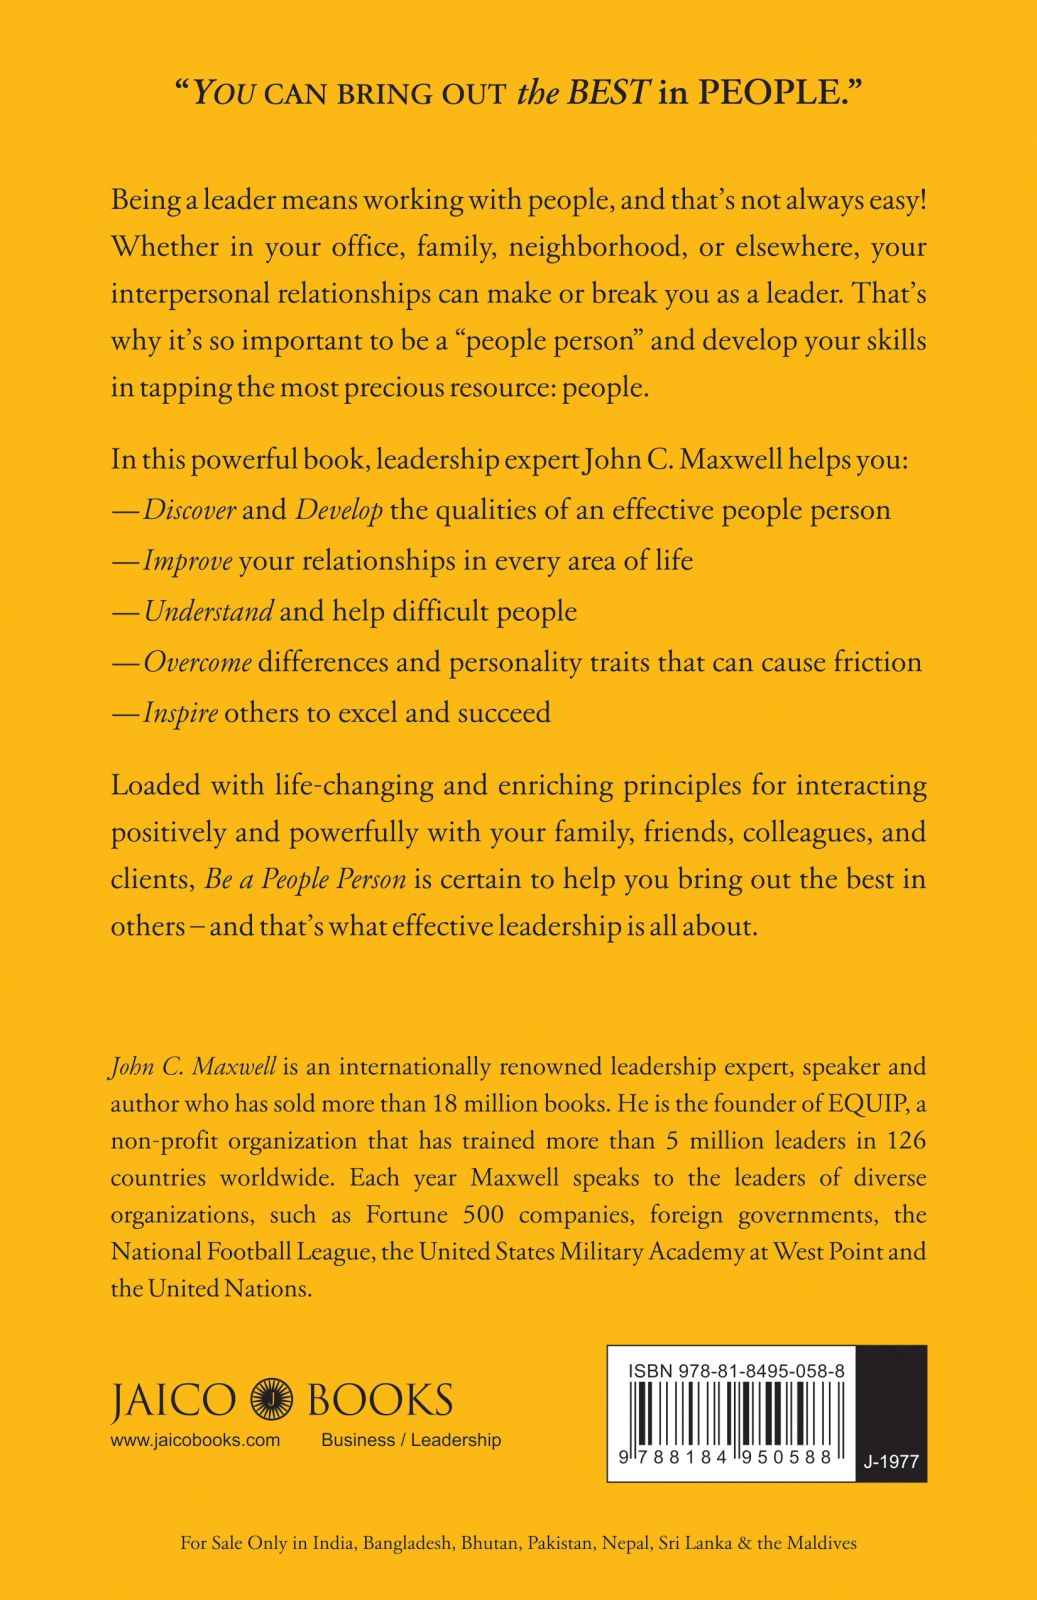 “YOU CAN BRING OUT the BEST in PEOPLE.”
Being a leader means working with people, and that’s not always easy!
Whether in your office, family, neighborhood, or elsewhere, your
interpersonal relationships can make or break you as a leader. That’s
why it’s so important to be a “people person” and develop your skills
in tapping the most precious resource: people.
In this powerful book, leadership expert John C. Maxwell helps you:
—Discover and Develop the qualities of an effective people person
—Improve your relationships in every area of life
—Understand and help difficult people
—Overcome differences and personality traits that can cause friction
—Inspire others to excel and succeed
Loaded with life-changing and enriching principles for interacting
positively and powerfully with your family, friends, colleagues, and
clients, Be a People Person is certain to help you bring out the best in
others – and that’s what effective leadership is all about.
John C. Maxwell is an internationally renowned leadership expert, speaker and
author who has sold more than 18 million books. He is the founder of EQUIP, a
non-profit organization that has trained more than 5 million leaders in 126
countries worldwide. Each year Maxwell speaks to the leaders of diverse
organizations, such as Fortune 500 companies, foreign governments, the
National Football League, the United States Military Academy at West Point and
the United Nations.
JAICO J BOOKS
www.jaicobooks.com Business / Leadership
ISBN 978-81-8495-058-8
9 788184 950588
J-1977
For Sale Only in India, Bangladesh, Bhutan, Pakistan, Nepal, Sri Lanka & the Maldives